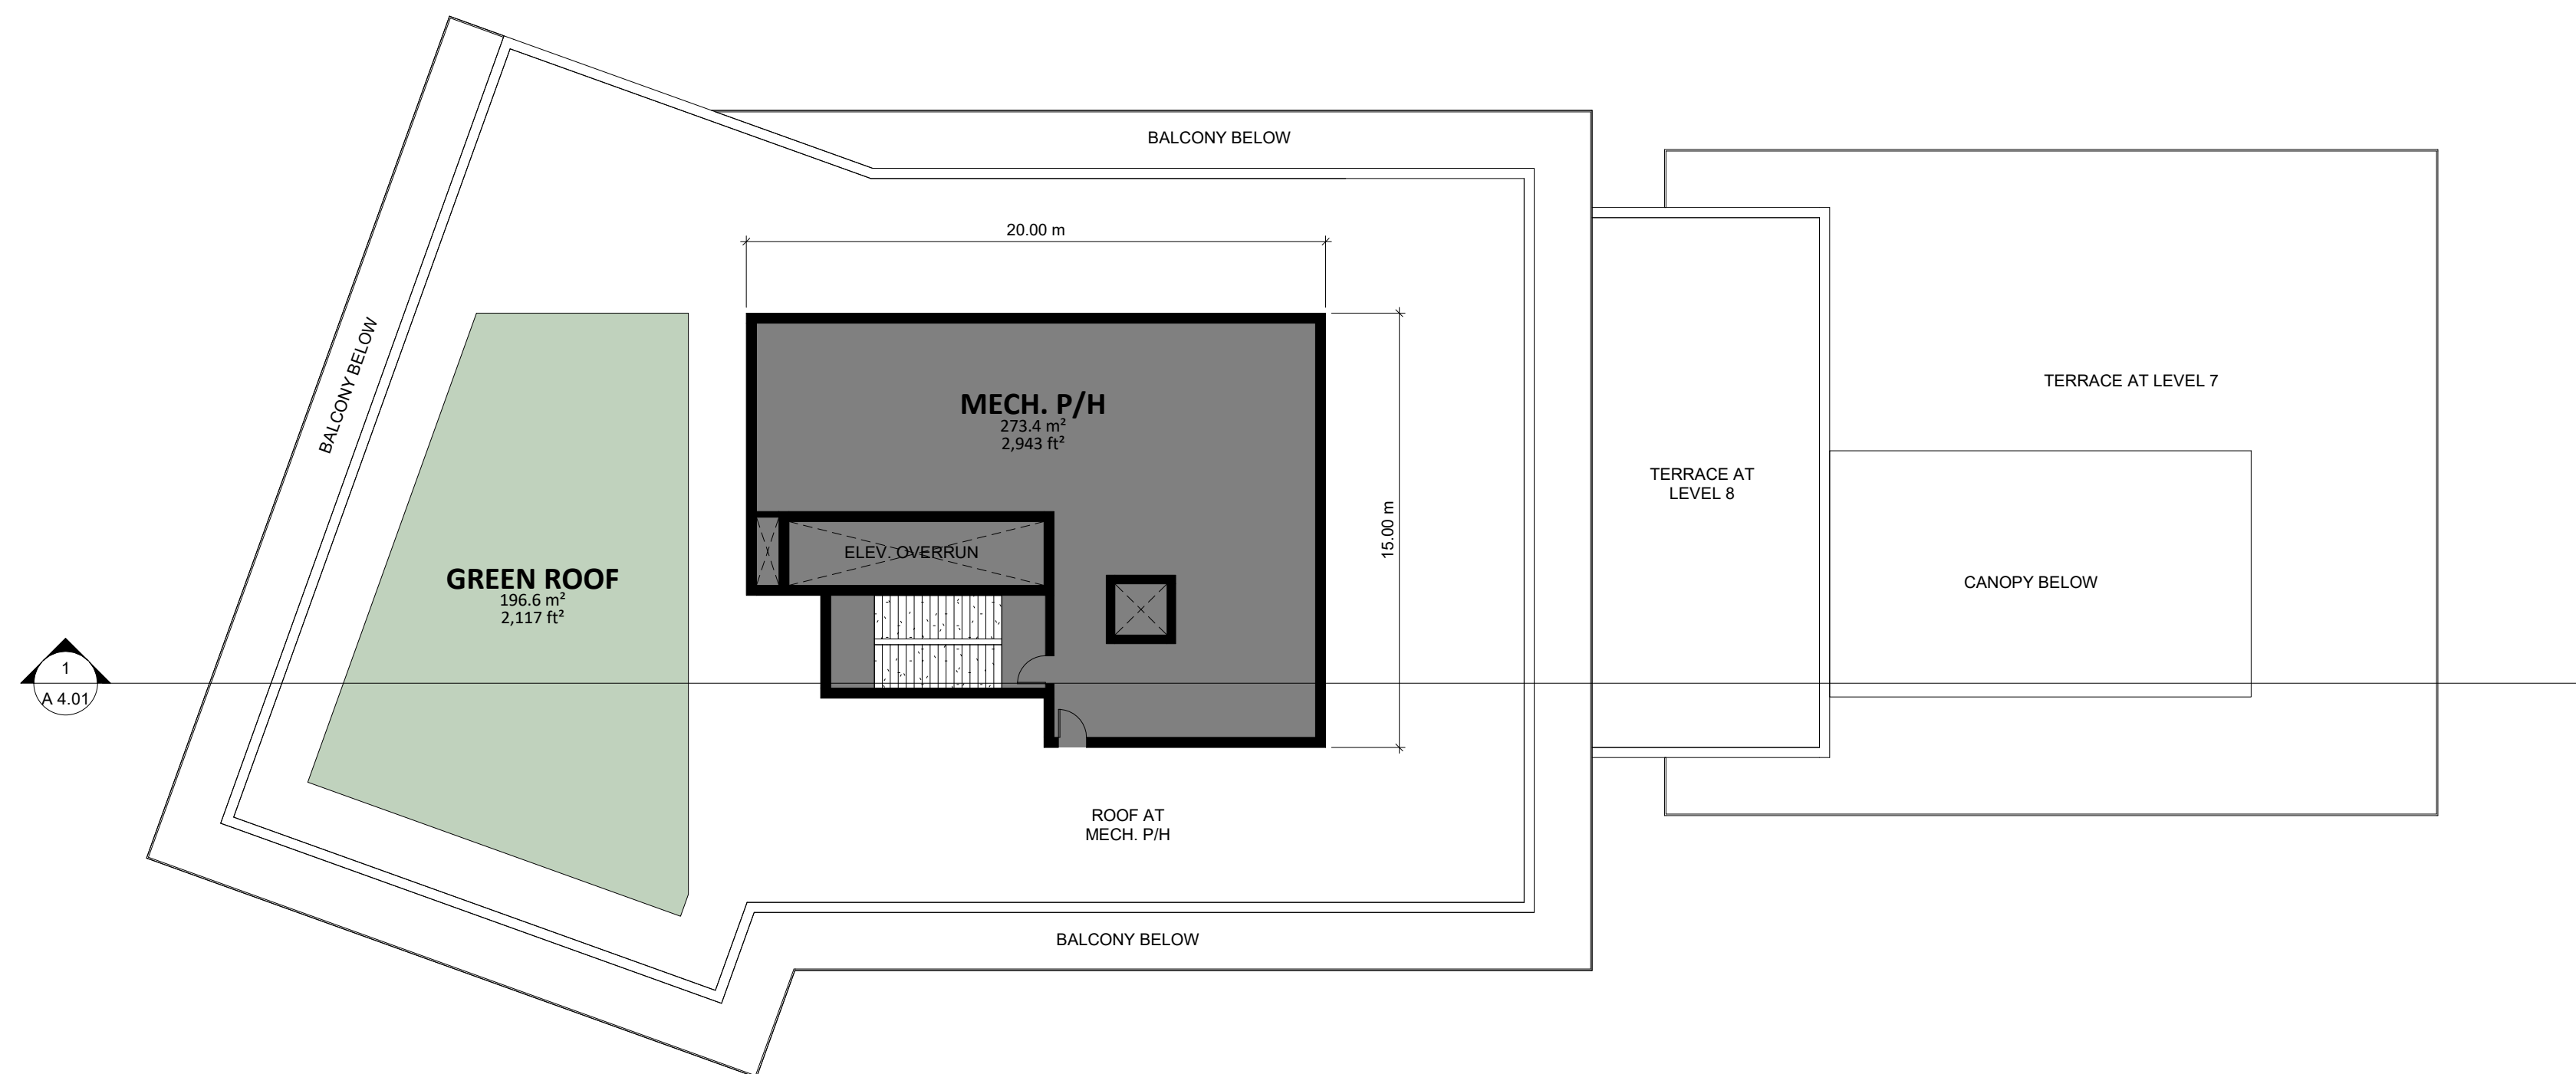 BALCONY BELOW
20.00 m
BALCONY BELOW
MECH. P/H
273.4 m²
2,943 ft²
TERRACE AT LEVEL 7
TERRACE AT
LEVEL 8
15.00 m
ELEV. OVERRUN
GREEN ROOF
196.6 m²
2,117 ft²
CANOPY BELOW
1
A 4.01
ROOF AT
MECH. P/H
BALCONY BELOW